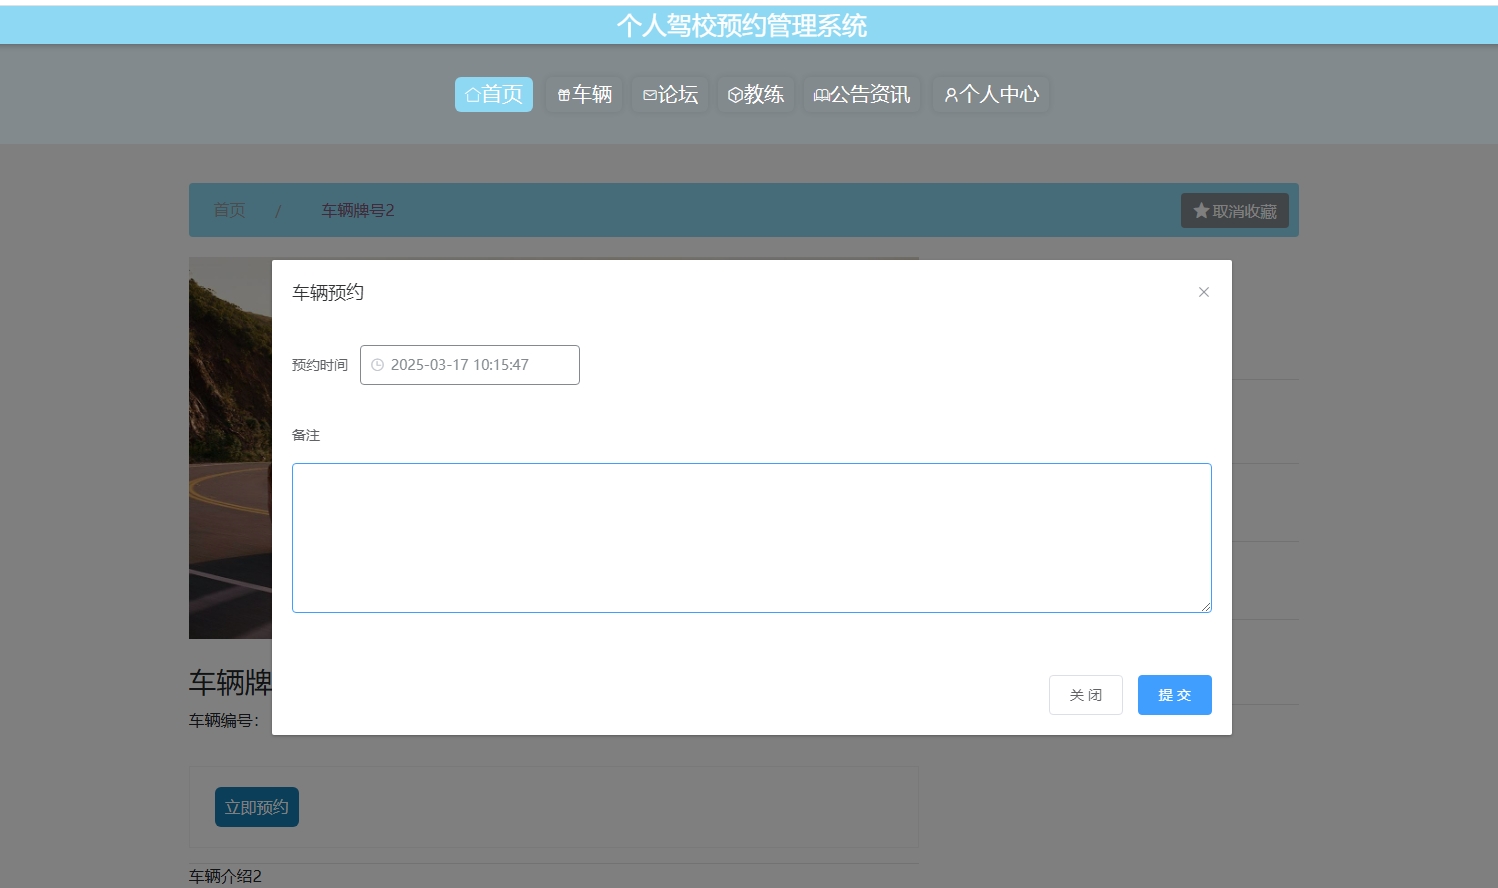 个人驾校预约管理系统
首页 车辆 论坛 教练 公告资讯 个人中心
首页 / 车辆牌号2 取消收藏
车辆预约
预约时间 2025-03-17 10:15:47
备注
关 闭 提 交
车辆牌
车辆编号：
立即预约
车辆介绍2